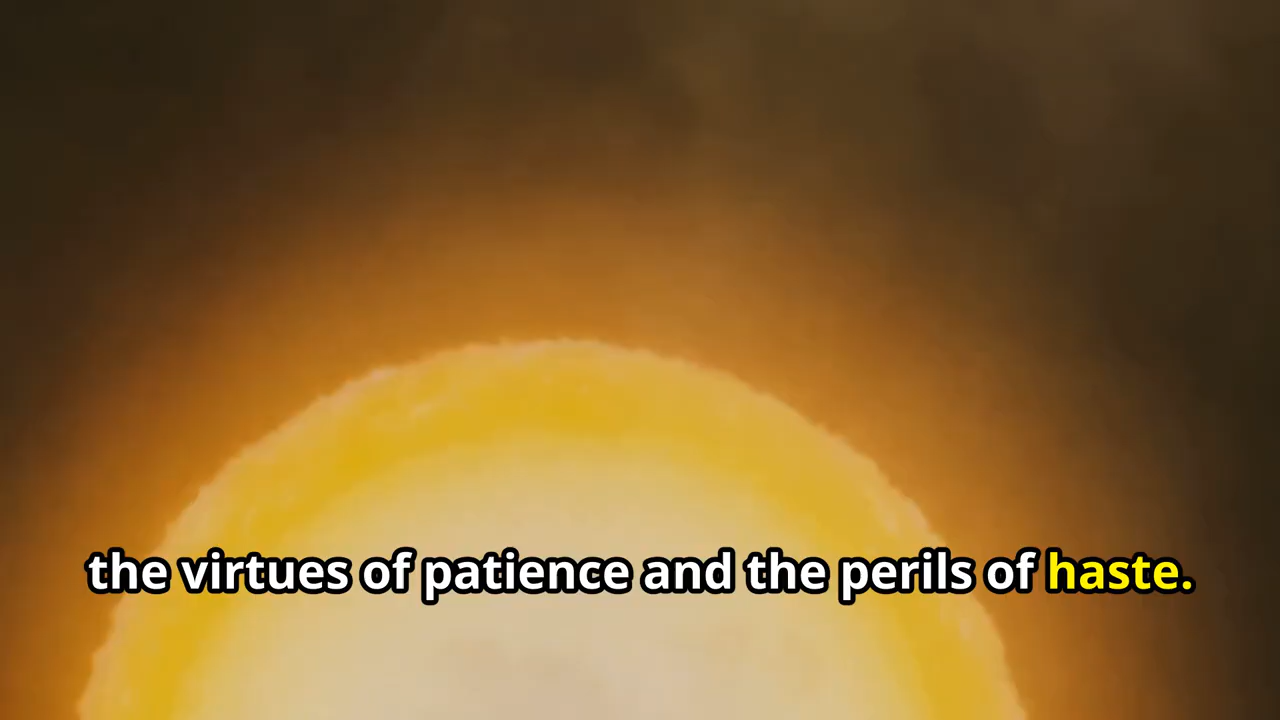 the virtues of patience and the perils of haste.